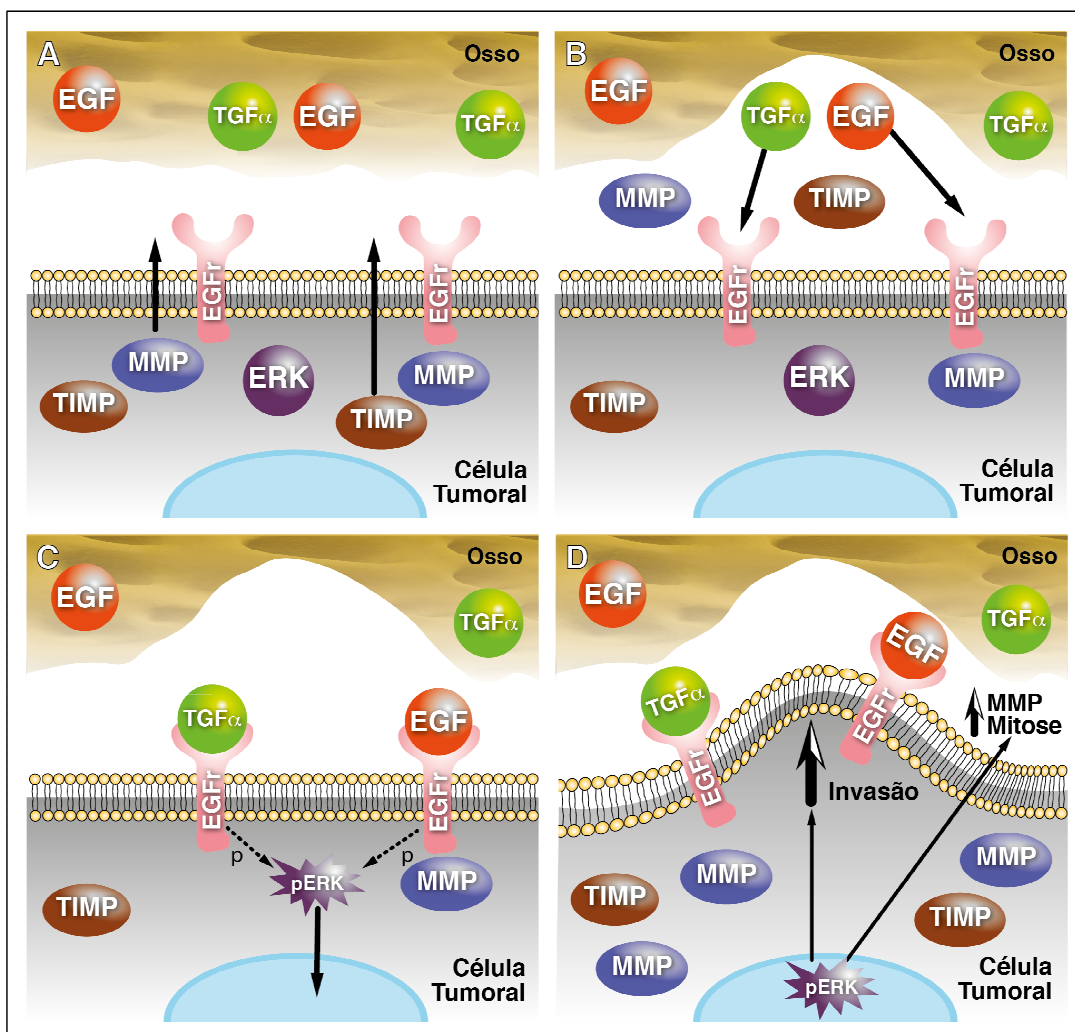 A
Osso
EGF
TGFα
EGF
TGFα
EGFr
EGFr
MMP
ERK
MMP
TIMP
TIMP
Célula
Tumoral
B
Osso
EGF
TGFα
EGF
TGFα
MMP
TIMP
EGFr
EGFr
ERK
MMP
TIMP
Célula
Tumoral
C
Osso
EGF
TGFα
TGFα
EGF
EGFr
EGFr
p
p
pERK
MMP
TIMP
Célula
Tumoral
D
Osso
EGF
TGFα
EGF
TGFα
EGFr
EGFr
MMP
Mitose
Invasão
MMP
MMP
TIMP
TIMP
MMP
pERK
Célula
Tumoral